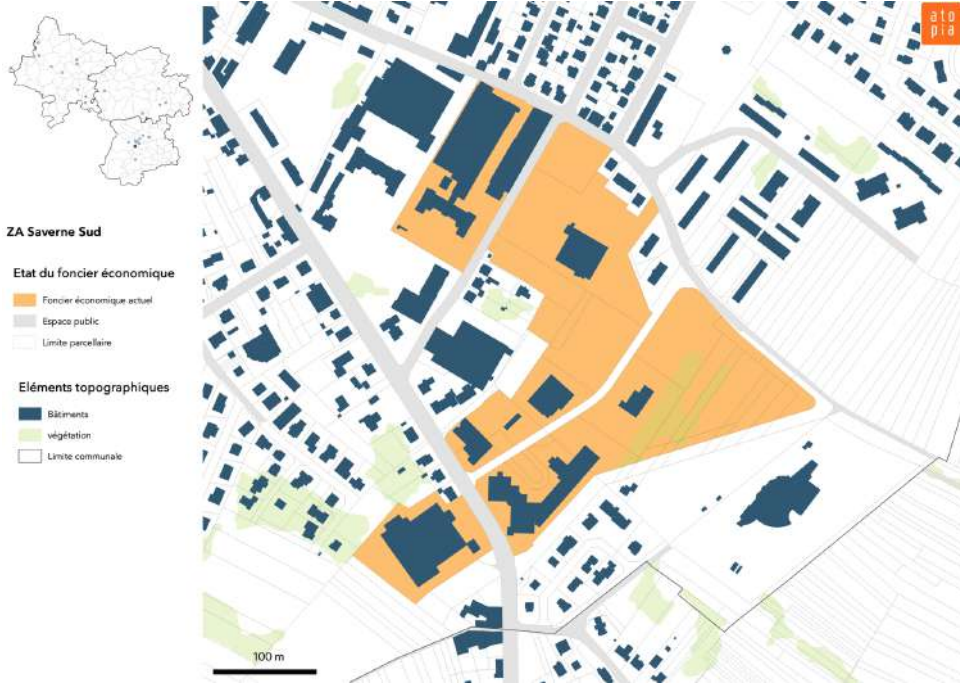 ato
pia
ZA Saverne Sud
Etat du foncier économique
Foncier économique actuel
Espace public
Limite parcellaire
Eléments topographiques
Bâtiments
végétation
Limite communale
100 m